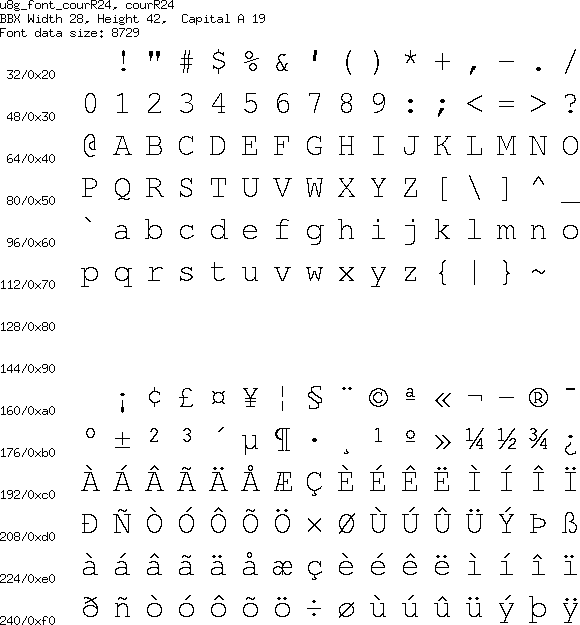 u8g_font_courR24, courR24
BBX Width 28, Height 42,  Capital A 19
Font data size: 8729
32/0x20 ! " # $ % & ' ( ) * + , - . /
48/0x30 0 1 2 3 4 5 6 7 8 9 : ; < = > ?
64/0x40 @ A B C D E F G H I J K L M N O
80/0x50 P Q R S T U V W X Y Z [ \ ] ^ _
96/0x60 ` a b c d e f g h i j k l m n o
112/0x70 p q r s t u v w x y z { | } ~
128/0x80
144/0x90
160/0xa0 ¡ ¢ £ ¤ ¥ ¦ § ¨ © ª « ¬ - ® ¯
176/0xb0 º ± ² ³ ´ µ ¶ · ¸ ¹ º » ¼ ½ ¾ ¿
192/0xc0 À Á Â Ã Ä Å Æ Ç È É Ê Ë Ì Í Î Ï
208/0xd0 Ð Ñ Ò Ó Ô Õ Ö × Ø Ù Ú Û Ü Ý Þ ß
224/0xe0 à á â ã ä å æ ç è é ê ë ì í î ï
240/0xf0 ð ñ ò ó ô õ ö ÷ ø ù ú û ü ý þ ÿ